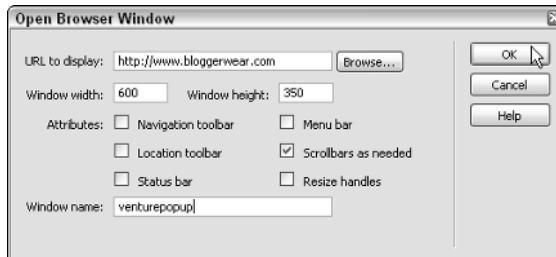 Open Browser Window
URL to display: http://www.bloggerwear.com Browse... OK
Window width: 600 Window height: 350 Cancel
Attributes: Navigation toolbar Menu bar Help
Location toolbar Scrollbars as needed
Status bar Resize handles
Window name: venturepopup